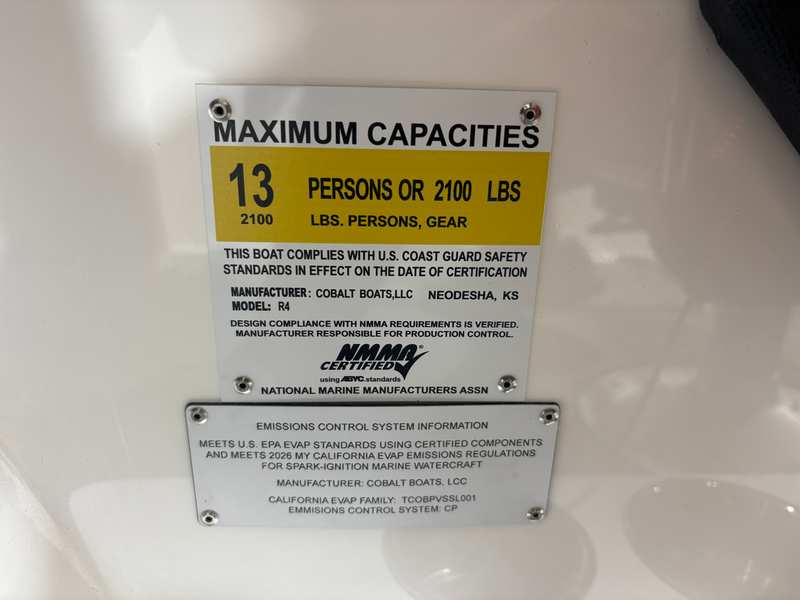 MAXIMUM CAPACITIES
13 PERSONS OR 2100 LBS
2100 LBS. PERSONS, GEAR
THIS BOAT COMPLIES WITH U.S. COAST GUARD SAFETY
STANDARDS IN EFFECT ON THE DATE OF CERTIFICATION
MANUFACTURER: COBALT BOATS,LLC NEODESHA, KS
MODEL: R4
DESIGN COMPLIANCE WITH NMMA REQUIREMENTS IS VERIFIED.
MANUFACTURER RESPONSIBLE FOR PRODUCTION CONTROL.
NMMA®
CERTIFIED
using ABYC standards
NATIONAL MARINE MANUFACTURERS ASSN
EMISSIONS CONTROL SYSTEM INFORMATION
MEETS U.S. EPA EVAP STANDARDS USING CERTIFIED COMPONENTS
AND MEETS 2026 MY CALIFORNIA EVAP EMISSIONS REGULATIONS
FOR SPARK-IGNITION MARINE WATERCRAFT
MANUFACTURER: COBALT BOATS, LCC
CALIFORNIA EVAP FAMILY: TCOBPVSSL001
EMMISIONS CONTROL SYSTEM: CP